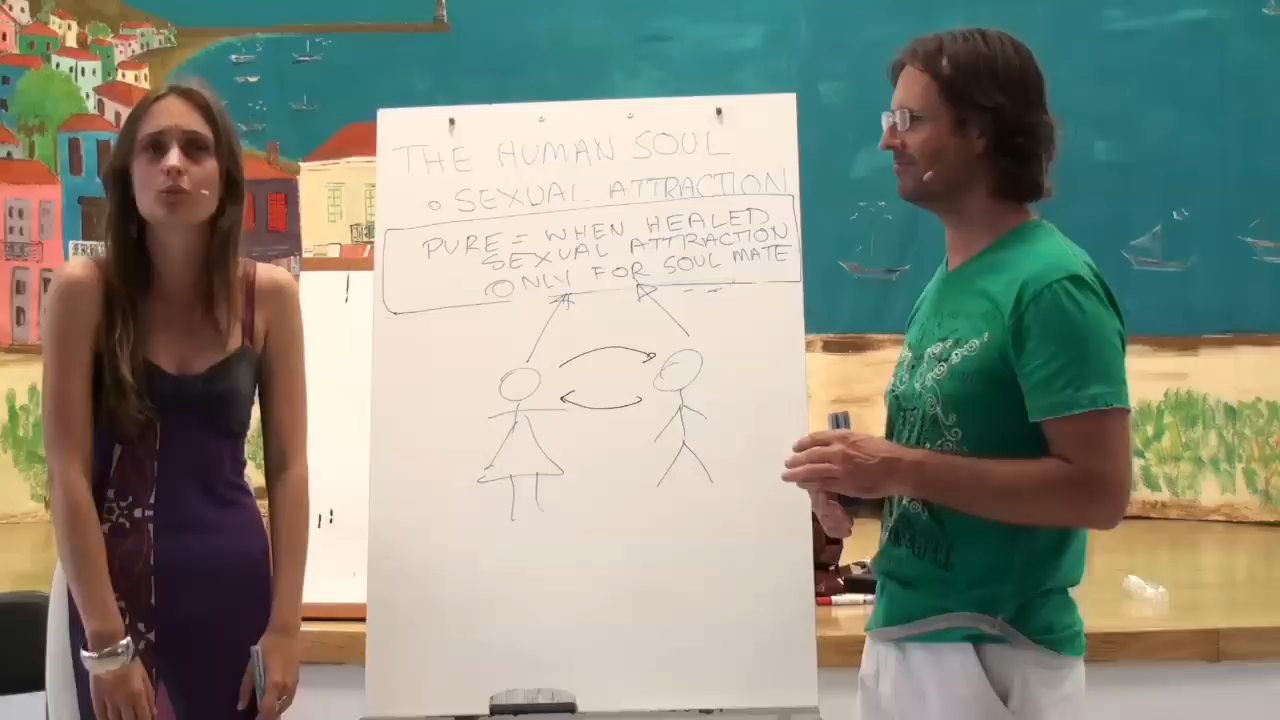 THE HUMAN SOUL
o SEXUAL ATTRACTION
PURE = WHEN HEALED
SEXUAL ATTRACTION
ONLY FOR SOUL MATE